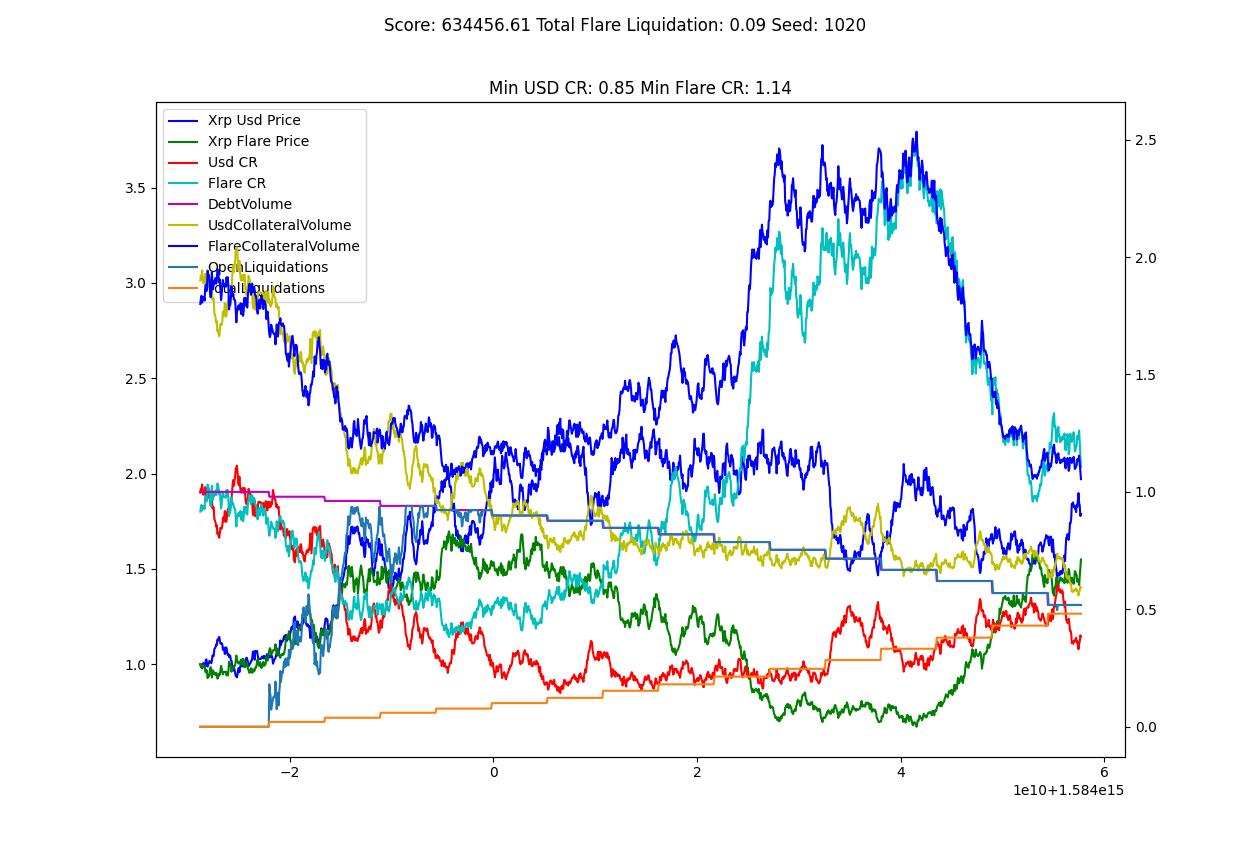 Score: 634456.61 Total Flare Liquidation: 0.09 Seed: 1020
Min USD CR: 0.85 Min Flare CR: 1.14
Xrp Usd Price
Xrp Flare Price
Usd CR
Flare CR
DebtVolume
UsdCollateralVolume
FlareCollateralVolume
OpenLiquidations
TotalLiquidations
3.5
3.0
2.5
2.0
1.5
1.0
2.5
2.0
1.5
1.0
0.5
0.0
−2
0
2
4
6
1e10+1.584e15